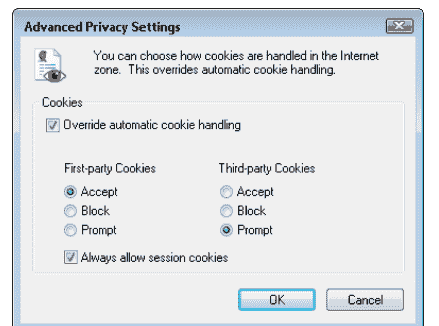 Advanced Privacy Settings
You can choose how cookies are handled in the Internet
zone. This overrides automatic cookie handling.
Cookies
Override automatic cookie handling
First-party Cookies Third-party Cookies
Accept Accept
Block Block
Prompt Prompt
Always allow session cookies
OK Cancel